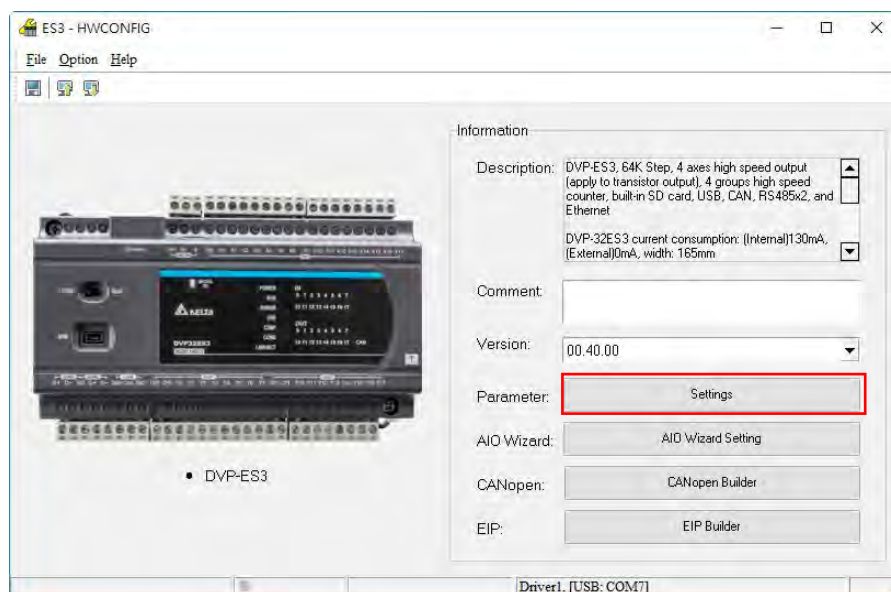 ES3 - HWCONFIG
File Option Help
Information
Description:
DVP-ES3, 64K Step, 4 axes high speed output
(apply to transistor output), 4 groups high speed
counter, built-in SD card, USB, CAN, RS485x2, and
Ethernet
DVP-32ES3 current consumption: (Internal)130mA,
(External)0mA, width: 165mm
Comment:
Version:
00.40.00
Parameter:
Settings
AIO Wizard:
AIO Wizard Setting
CANopen:
CANopen Builder
EIP:
EIP Builder
DELTA
DVP32ES3
• DVP-ES3
Driver1, [USB: COM7]